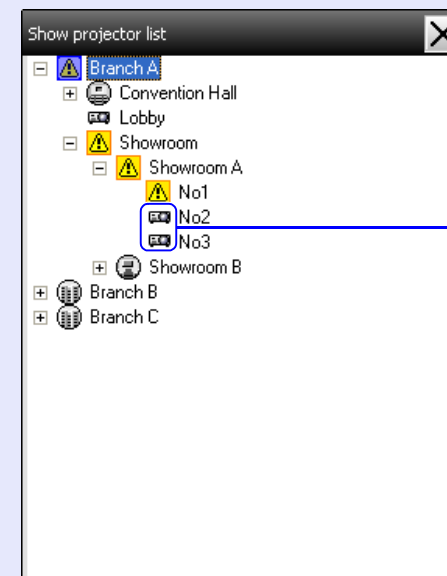 Show projector list
Branch A
Convention Hall
Lobby
Showroom
Showroom A
No1
No2
No3
Showroom B
Branch B
Branch C